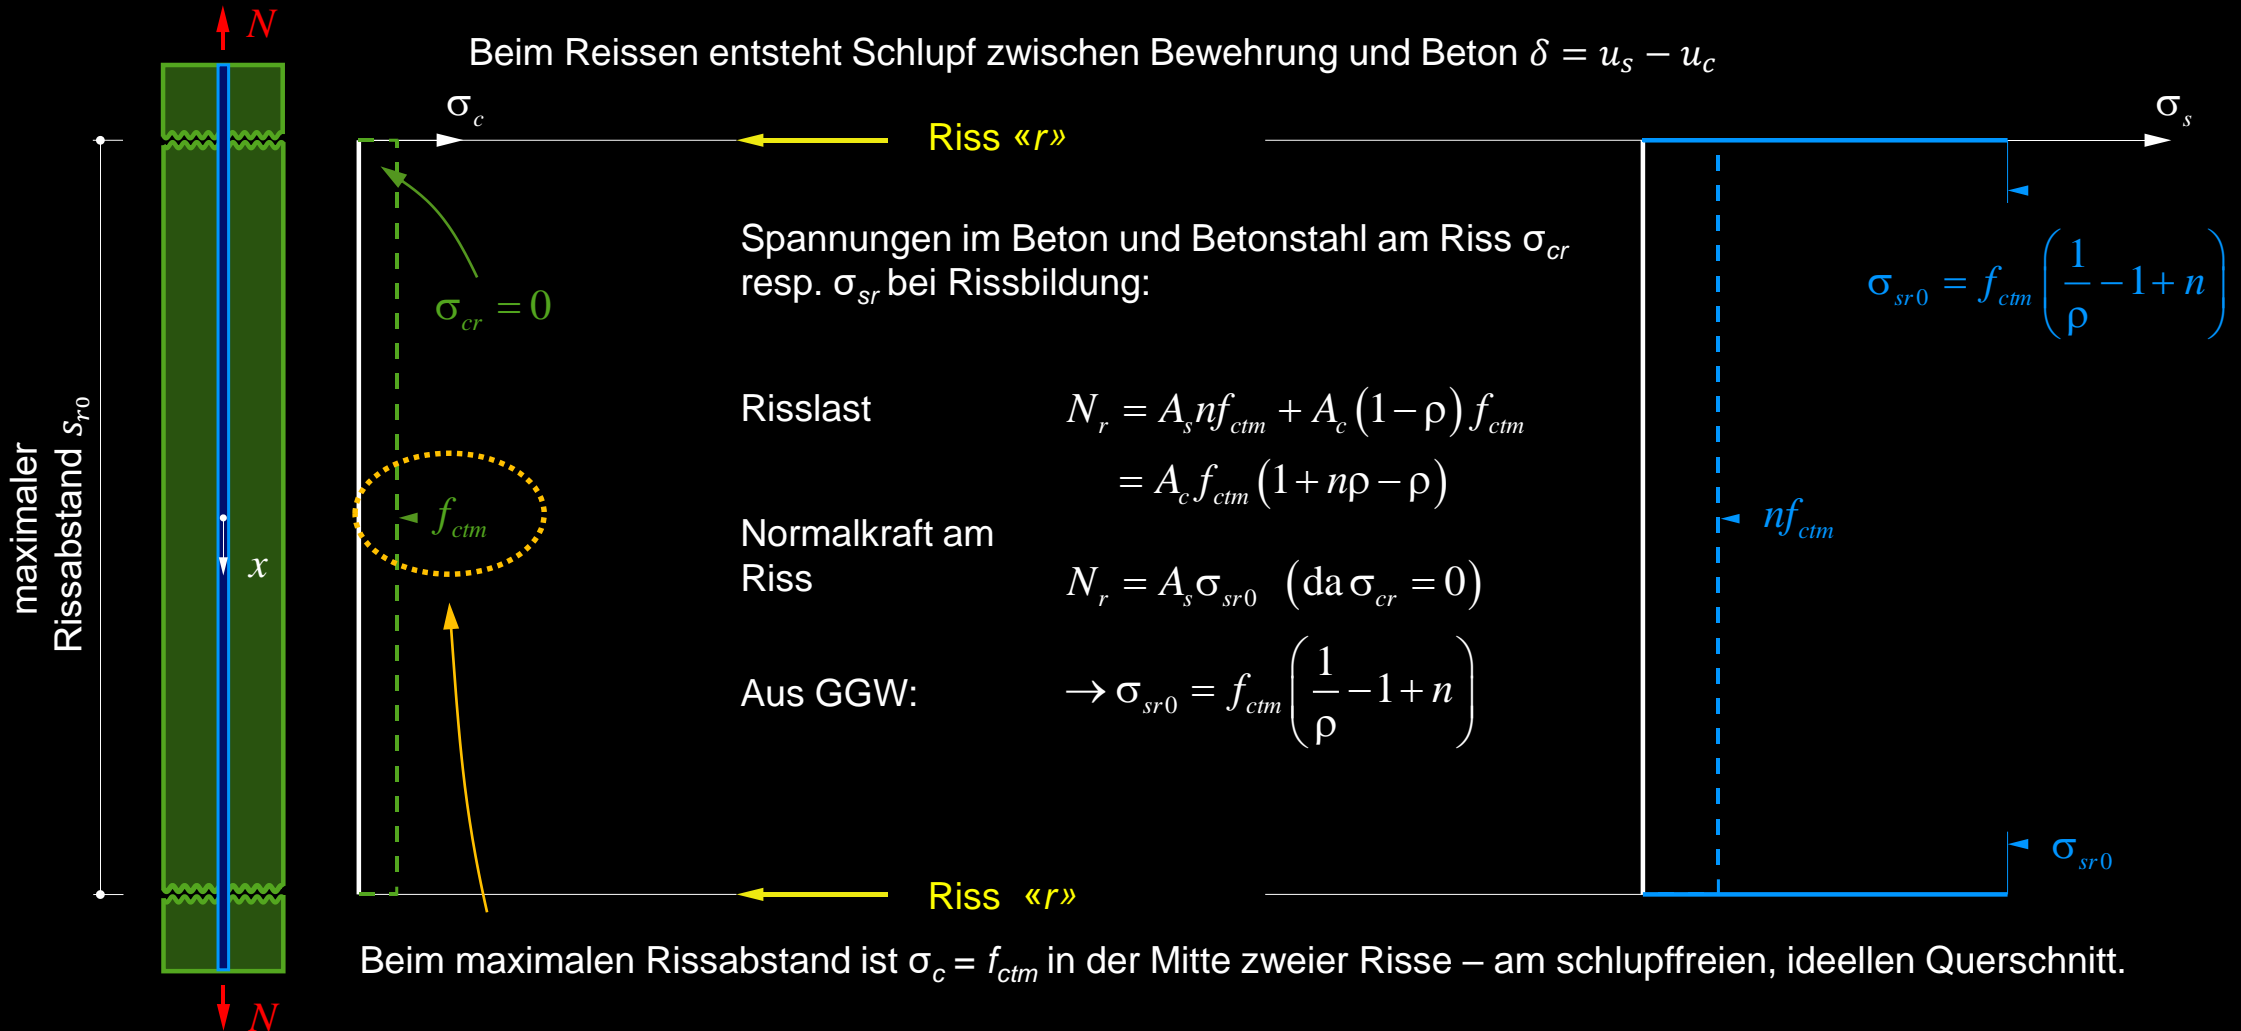 N
Beim Reissen entsteht Schlupf zwischen Bewehrung und Beton δ = u_s − u_c
σ_c
Riss «r»
σ_s
Spannungen im Beton und Betonstahl am Riss σ_cr
resp. σ_sr bei Rissbildung:
σ_cr = 0
σ_sr0 = f_ctm (1/ρ − 1 + n)
Risslast N_r = A_s n f_ctm + A_c (1 − ρ) f_ctm
= A_c f_ctm (1 + nρ − ρ)
maximaler
Rissabstand s_r0
f_ctm
n f_ctm
x
Normalkraft am
Riss N_r = A_s σ_sr0 (da σ_cr = 0)
Aus GGW: → σ_sr0 = f_ctm (1/ρ − 1 + n)
σ_sr0
Riss «r»
Beim maximalen Rissabstand ist σ_c = f_ctm in der Mitte zweier Risse – am schlupffreien, ideellen Querschnitt.
N